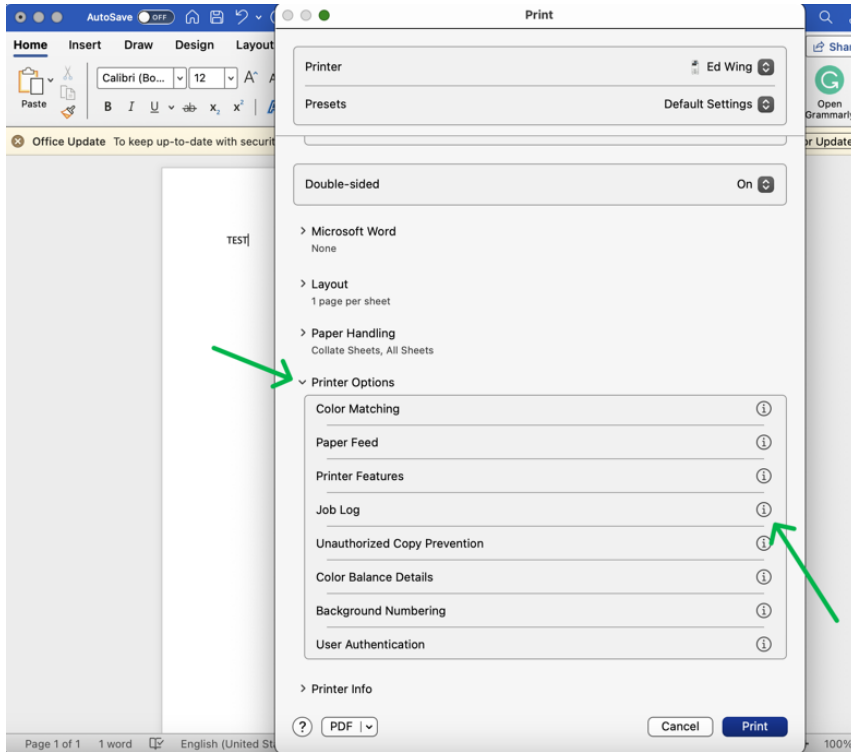 AutoSave OFF
Print
Home Insert Draw Design Layout
Share
Printer Ed Wing
Presets Default Settings
Paste
Calibri (Bo... 12
B I U ab x₂ x²
Open
Grammarly
Office Update To keep up-to-date with securit
or Update
Double-sided On
TEST
Microsoft Word
None
Layout
1 page per sheet
Paper Handling
Collate Sheets, All Sheets
Printer Options
Color Matching
Paper Feed
Printer Features
Job Log
Unauthorized Copy Prevention
Color Balance Details
Background Numbering
User Authentication
Printer Info
? PDF Cancel Print
Page 1 of 1 1 word English (United St 100%